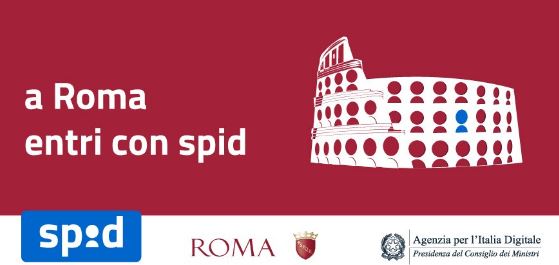 a Roma
entri con spid
spid
ROMA
Agenzia per l'Italia Digitale
Presidenza del Consiglio dei Ministri